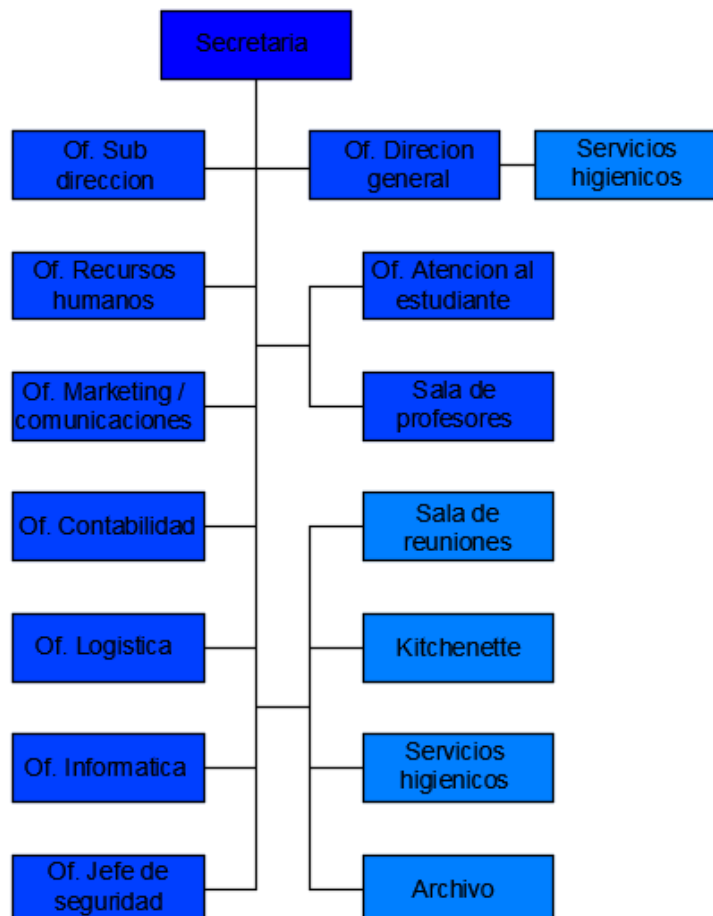 Secretaria
Of. Sub
direccion
Of. Direcion
general
Servicios
higienicos
Of. Recursos
humanos
Of. Atencion al
estudiante
Of. Marketing /
comunicaciones
Sala de
profesores
Of. Contabilidad
Sala de
reuniones
Of. Logistica
Kitchenette
Of. Informatica
Servicios
higienicos
Of. Jefe de
seguridad
Archivo